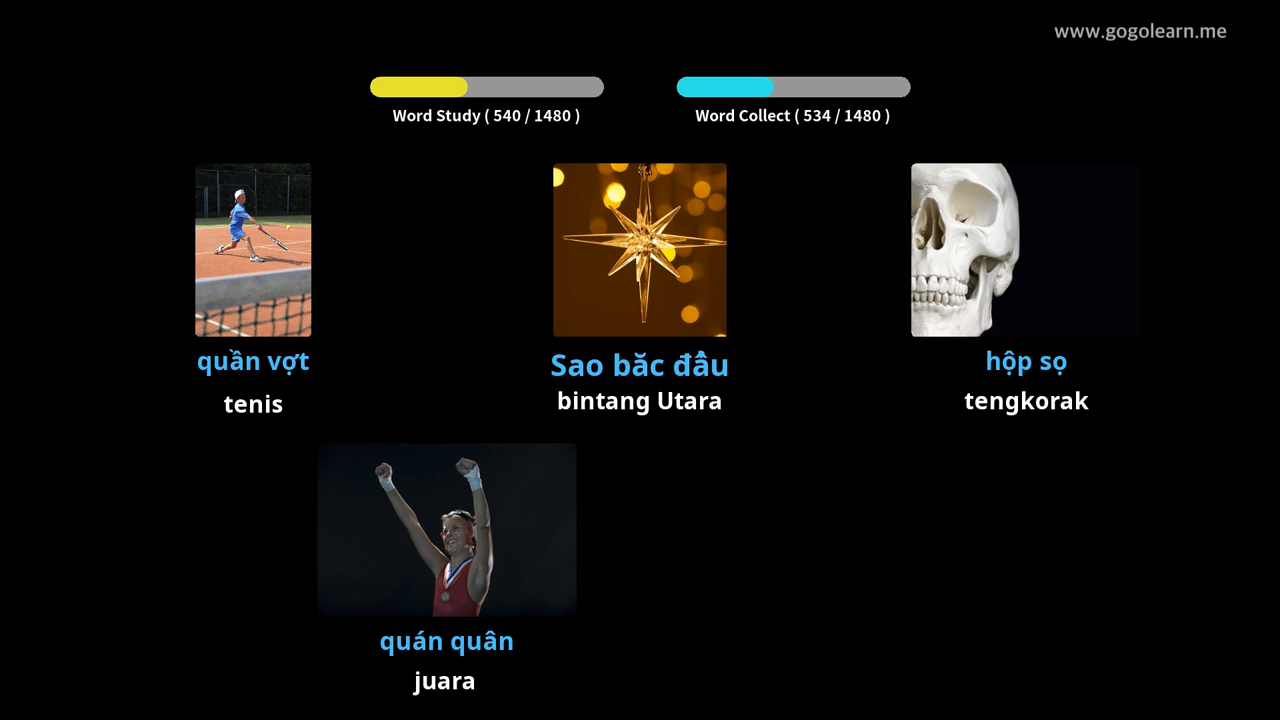 www.gogolearn.me
Word Study ( 540 / 1480 )
Word Collect ( 534 / 1480 )
quần vợt
tenis
Sao băc đẩu
bintang Utara
hộp sọ
tengkorak
quán quân
juara